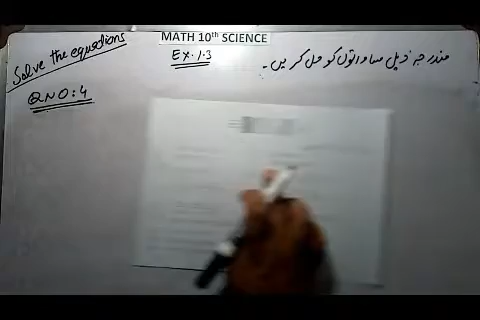 Solve the equations
MATH 10th SCIENCE
EX.1.3
مندرجہ ذیل مساواتوں کو حل کریں۔
Q NO: 4